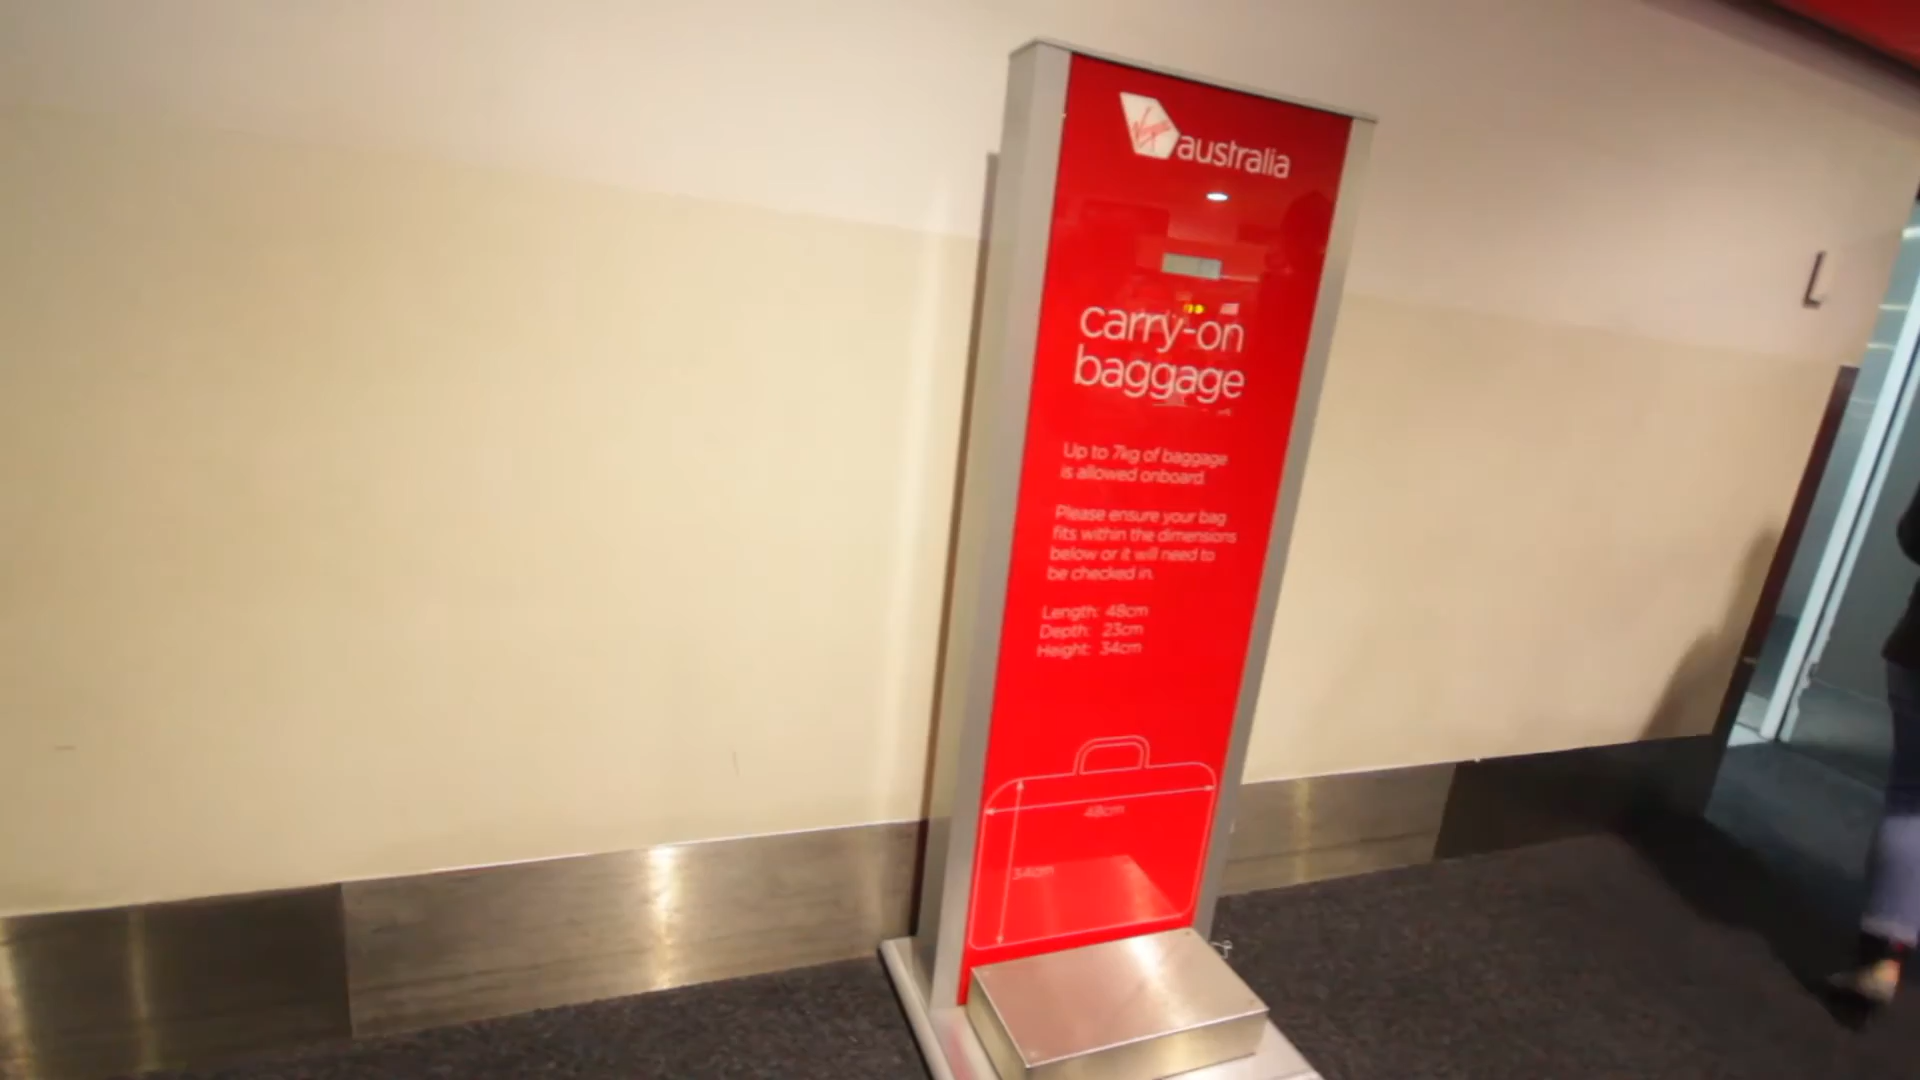 Virgin australia
carry-on
baggage
Up to 7kg of baggage
is allowed onboard.
Please ensure your bag
fits within the dimensions
below or it will need to
be checked in.
Length: 48cm
Depth: 23cm
Height: 34cm
48cm
34cm